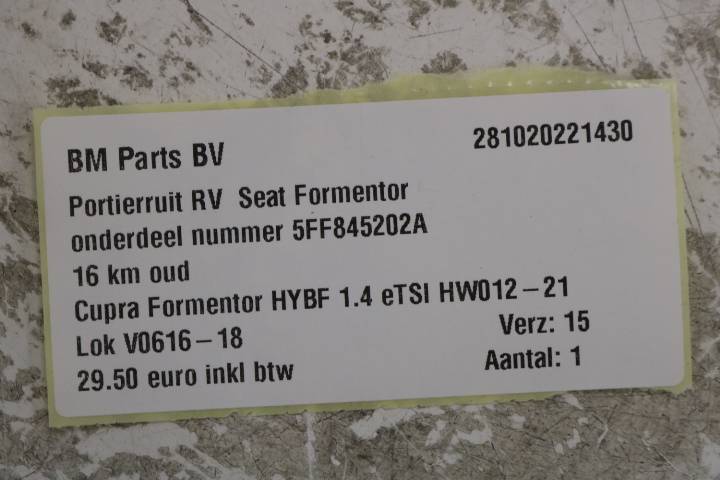 BM Parts BV 281020221430
Portierruit RV Seat Formentor
onderdeel nummer 5FF845202A
16 km oud
Cupra Formentor HYBF 1.4 eTSI HW012-21
Lok V0616-18 Verz: 15
29.50 euro inkl btw Aantal: 1